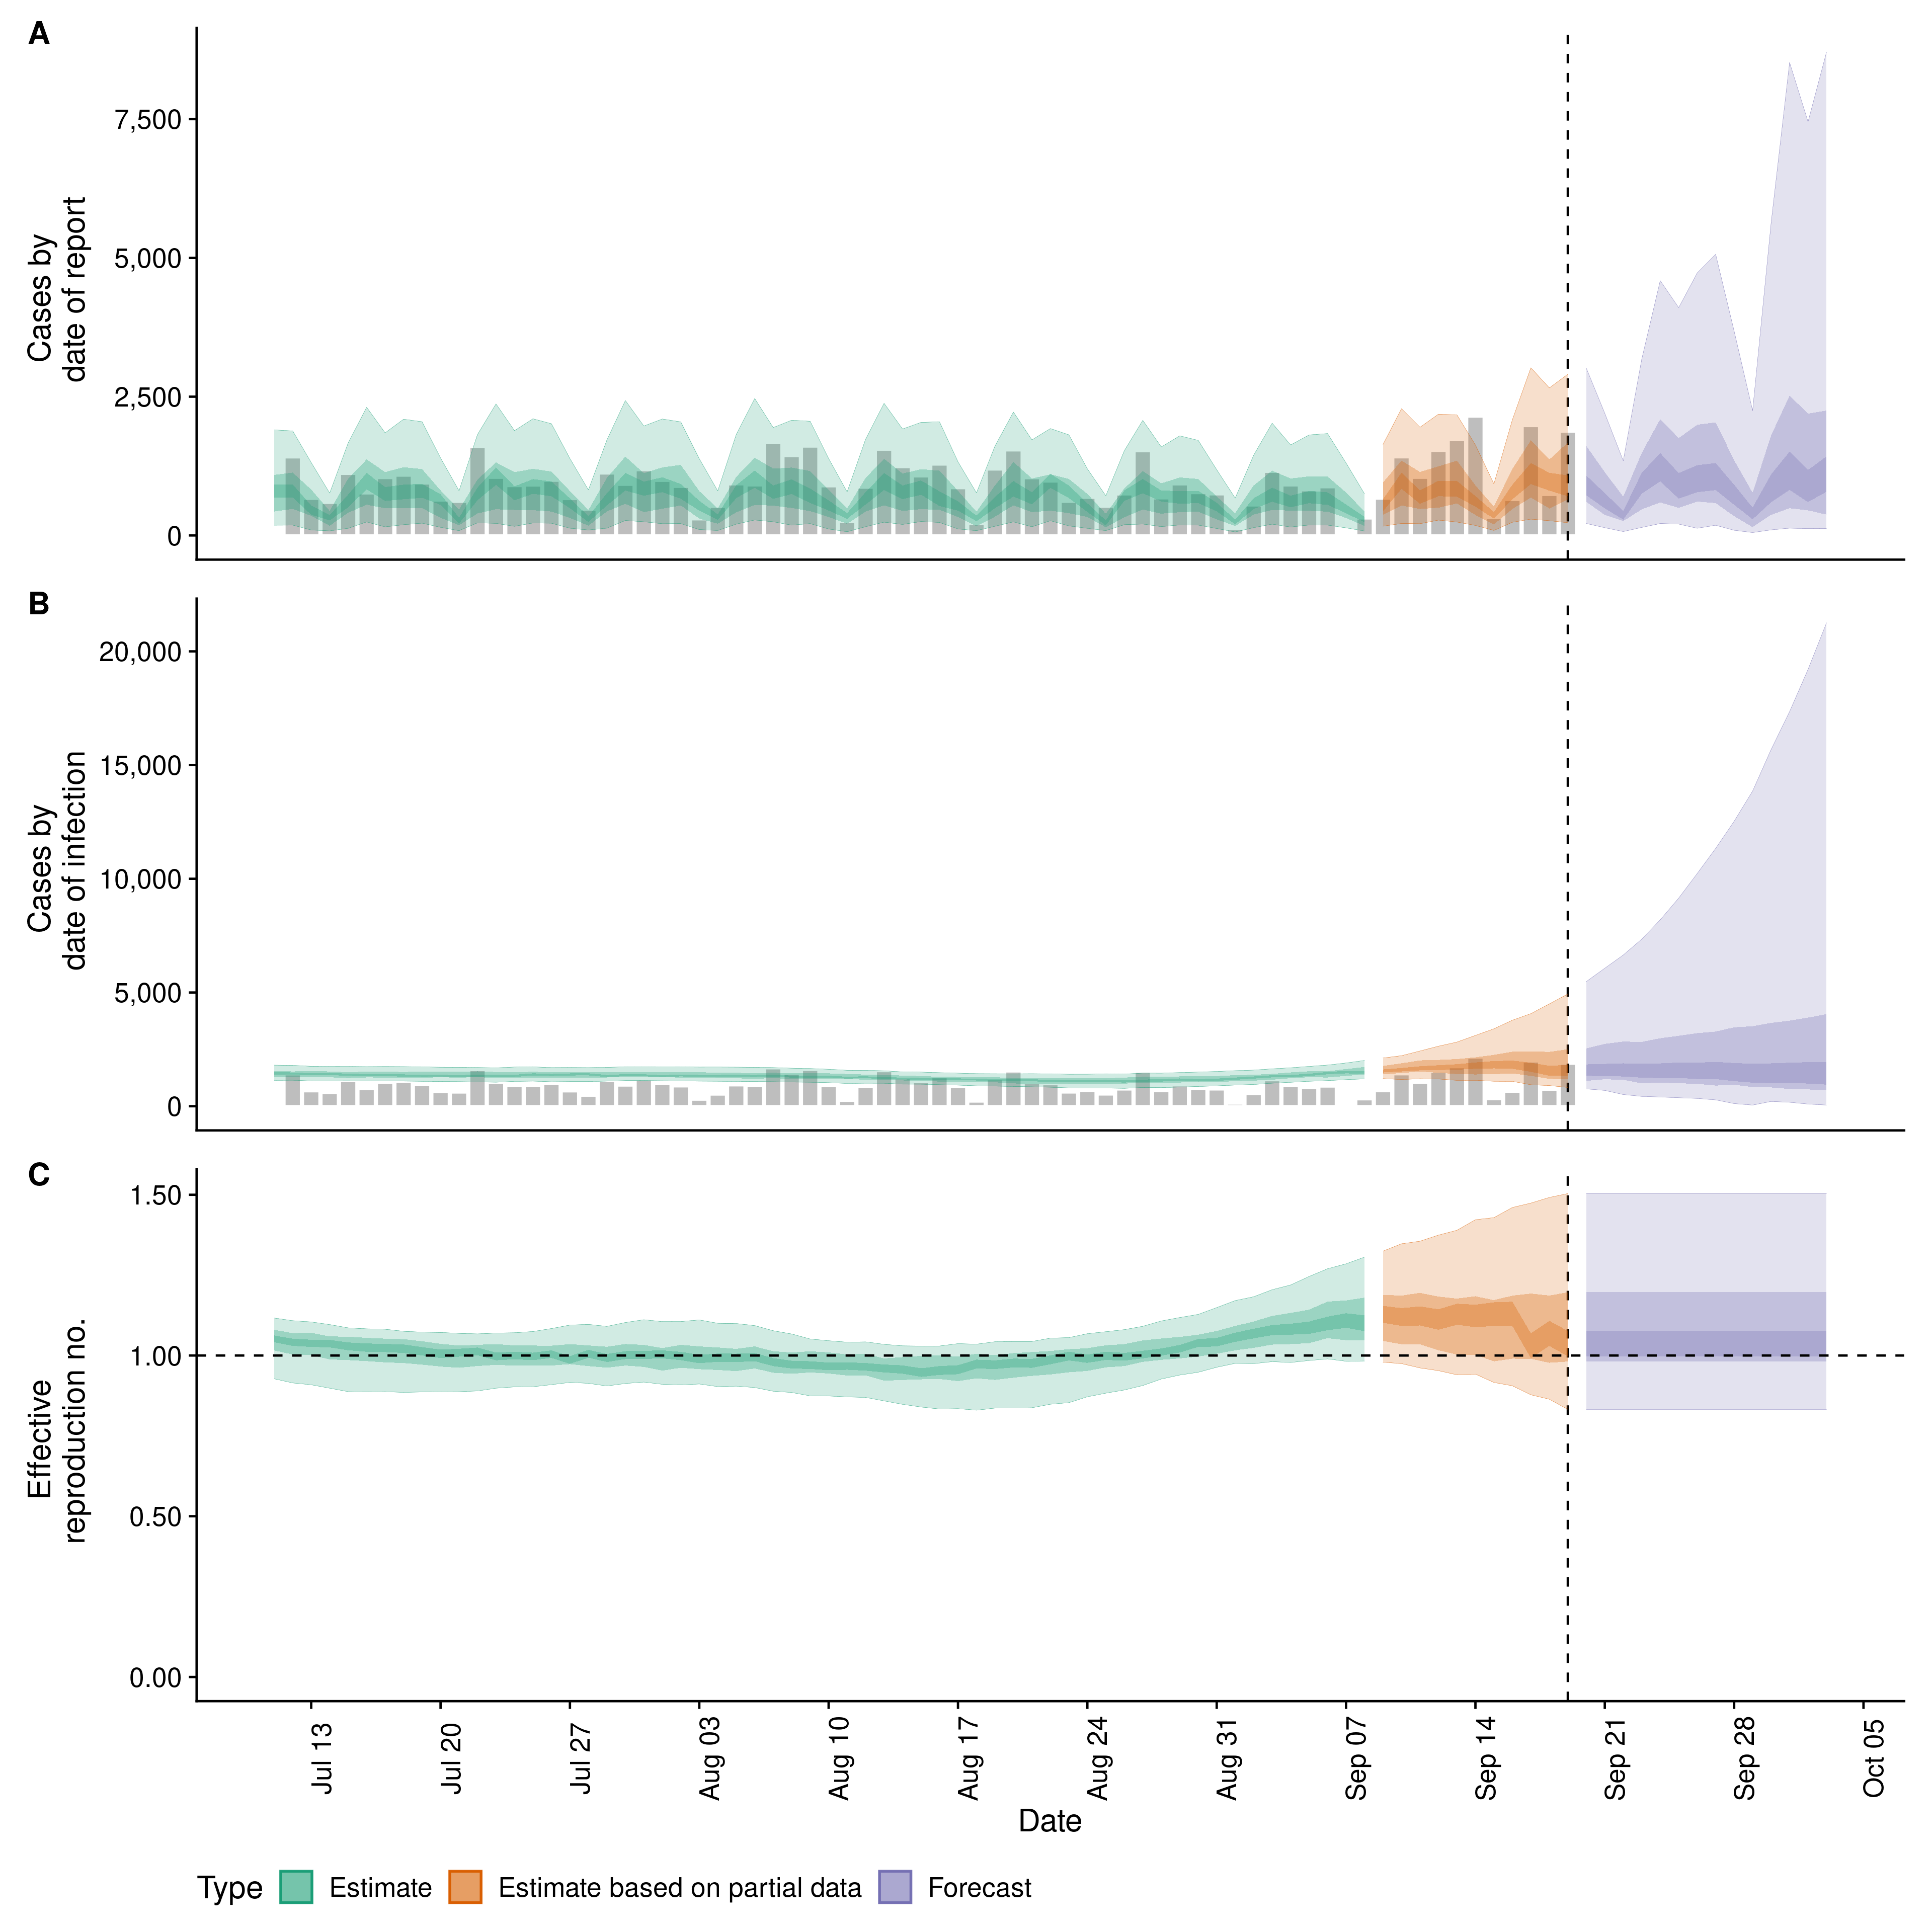 A
7,500
5,000
2,500
0
Cases by
date of report
B
20,000
15,000
10,000
5,000
0
Cases by
date of infection
C
1.50
1.00
0.50
0.00
Effective
reproduction no.
Jul 13
Jul 20
Jul 27
Aug 03
Aug 10
Aug 17
Aug 24
Aug 31
Sep 07
Sep 14
Sep 21
Sep 28
Oct 05
Date
Type Estimate Estimate based on partial data Forecast